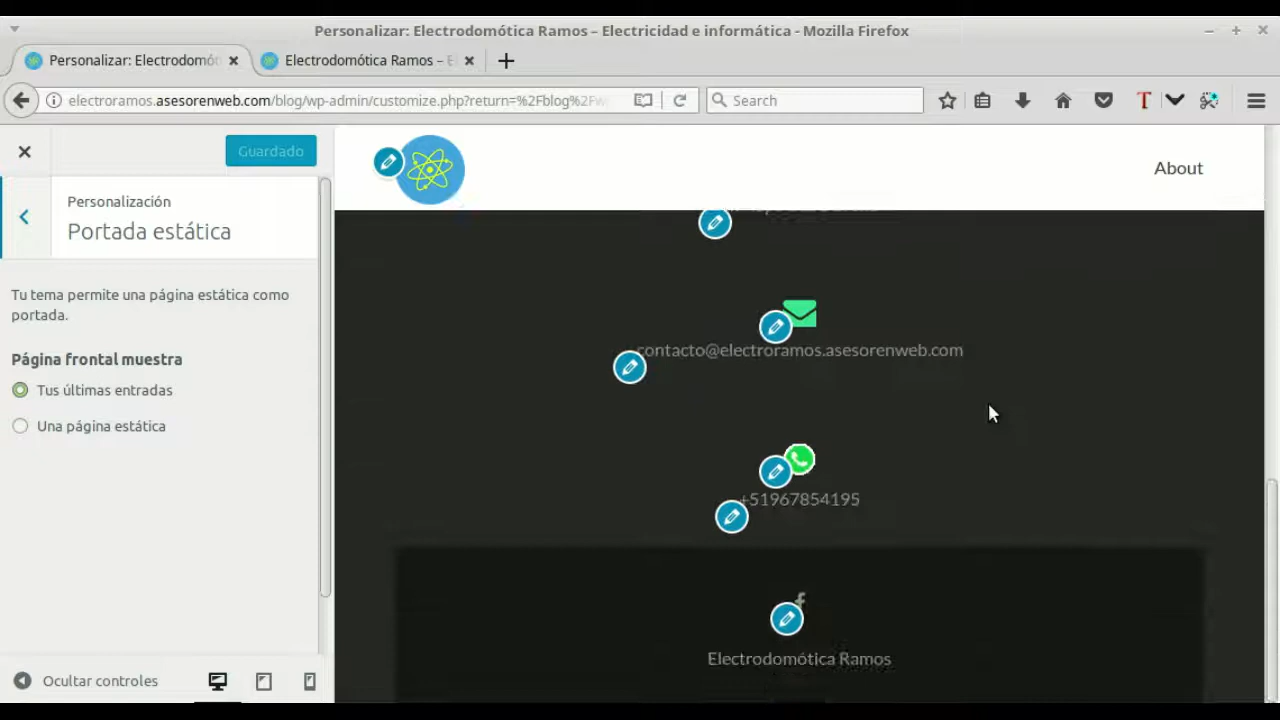 Personalizar: Electrodomótica Ramos – Electricidad e informática - Mozilla Firefox
Personalizar: Electrodomót
Electrodomótica Ramos – E
electroramos.asesorenweb.com/blog/wp-admin/customize.php?return=%2Fblog%2Fw
Search
Guardado
Personalización
Portada estática
Tu tema permite una página estática como
portada.
Página frontal muestra
Tus últimas entradas
Una página estática
Ocultar controles
About
contacto@electroramos.asesorenweb.com
+51967854195
Electrodomótica Ramos